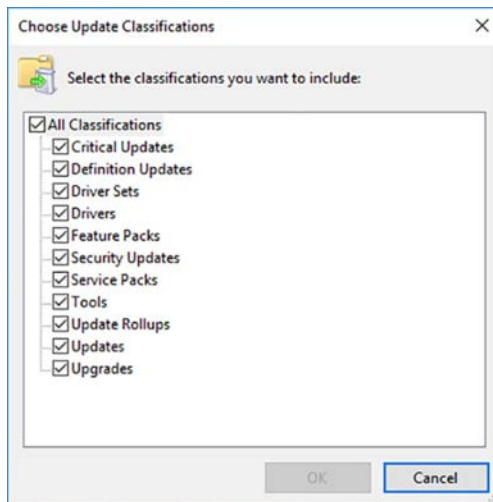 Choose Update Classifications
Select the classifications you want to include:
All Classifications
Critical Updates
Definition Updates
Driver Sets
Drivers
Feature Packs
Security Updates
Service Packs
Tools
Update Rollups
Updates
Upgrades
OK Cancel